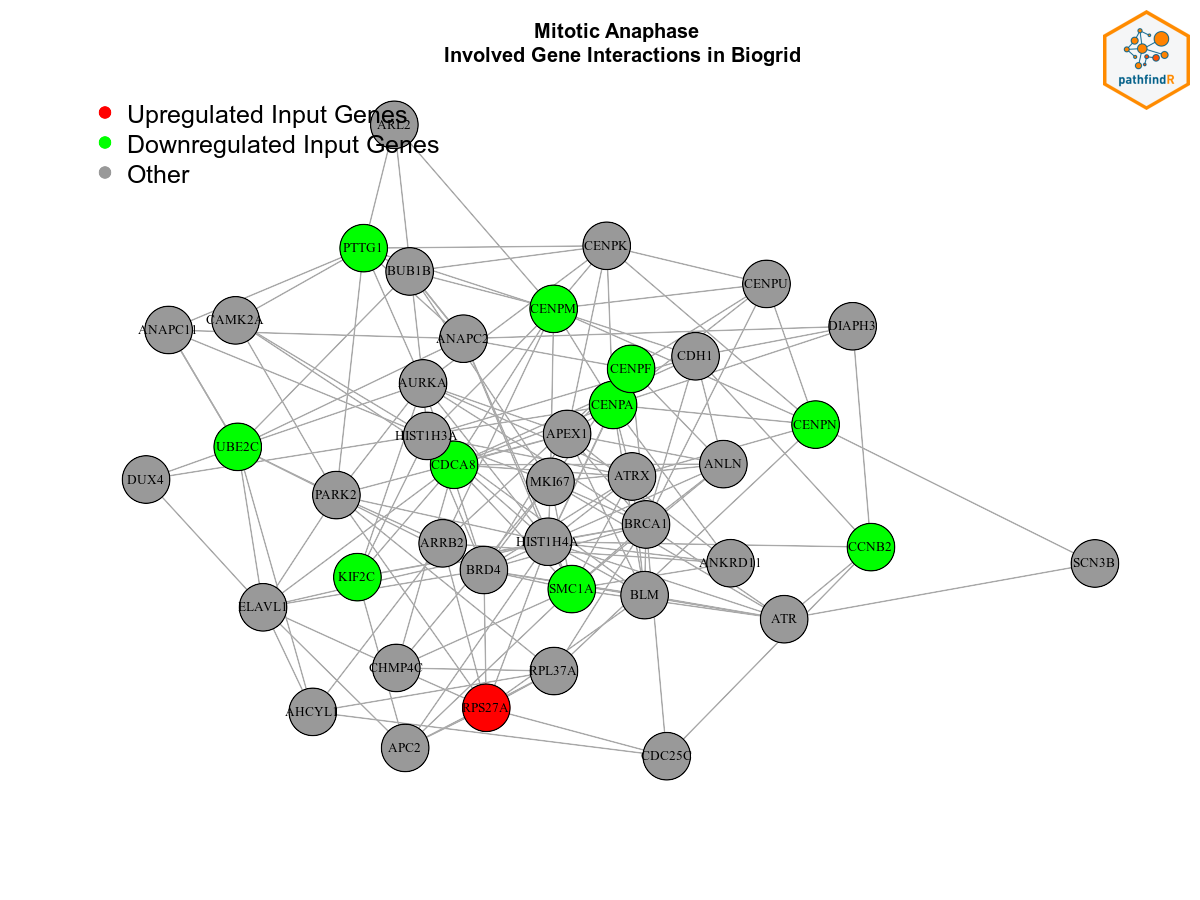 Mitotic Anaphase
Involved Gene Interactions in Biogrid
pathfindR
Upregulated Input Genes
Downregulated Input Genes
Other
ARL2
PTTG1
BUB1B
CENPK
CENPU
CENPM
CAMK2A
ANAPC11
DIAPH3
ANAPC2
CDH1
CENPF
AURKA
CENPA
CENPN
HIST1H3A
APEX1
UBE2C
CDCA8
ANLN
DUX4
ATRX
MKI67
PARK2
BRCA1
ARRB2
HIST1H4A
CCNB2
ANKRD11
SCN3B
BRD4
KIF2C
SMC1A
BLM
ELAVL1
ATR
CHMP4C
RPL37A
RPS27A
AHCYL1
APC2
CDC25C